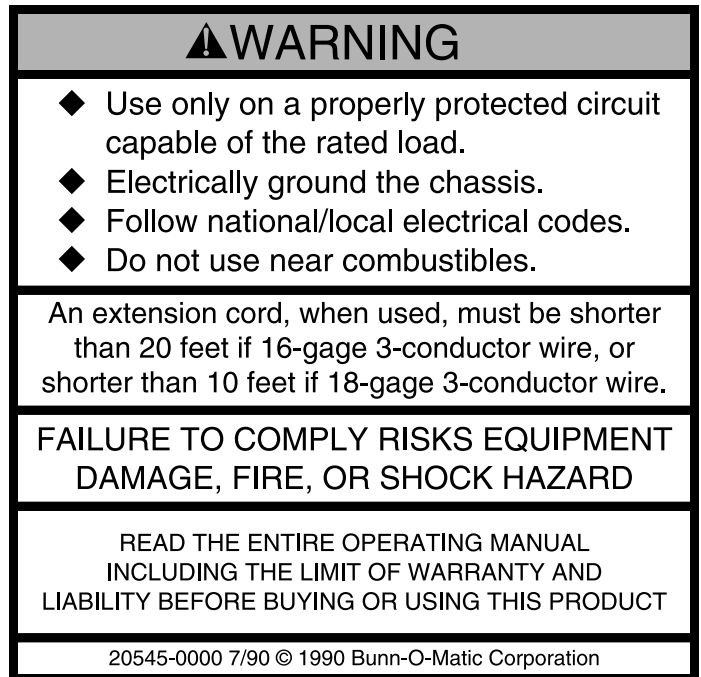 ⚠WARNING
◆ Use only on a properly protected circuit
capable of the rated load.
◆ Electrically ground the chassis.
◆ Follow national/local electrical codes.
◆ Do not use near combustibles.
An extension cord, when used, must be shorter
than 20 feet if 16-gage 3-conductor wire, or
shorter than 10 feet if 18-gage 3-conductor wire.
FAILURE TO COMPLY RISKS EQUIPMENT
DAMAGE, FIRE, OR SHOCK HAZARD
READ THE ENTIRE OPERATING MANUAL
INCLUDING THE LIMIT OF WARRANTY AND
LIABILITY BEFORE BUYING OR USING THIS PRODUCT
20545-0000 7/90 © 1990 Bunn-O-Matic Corporation